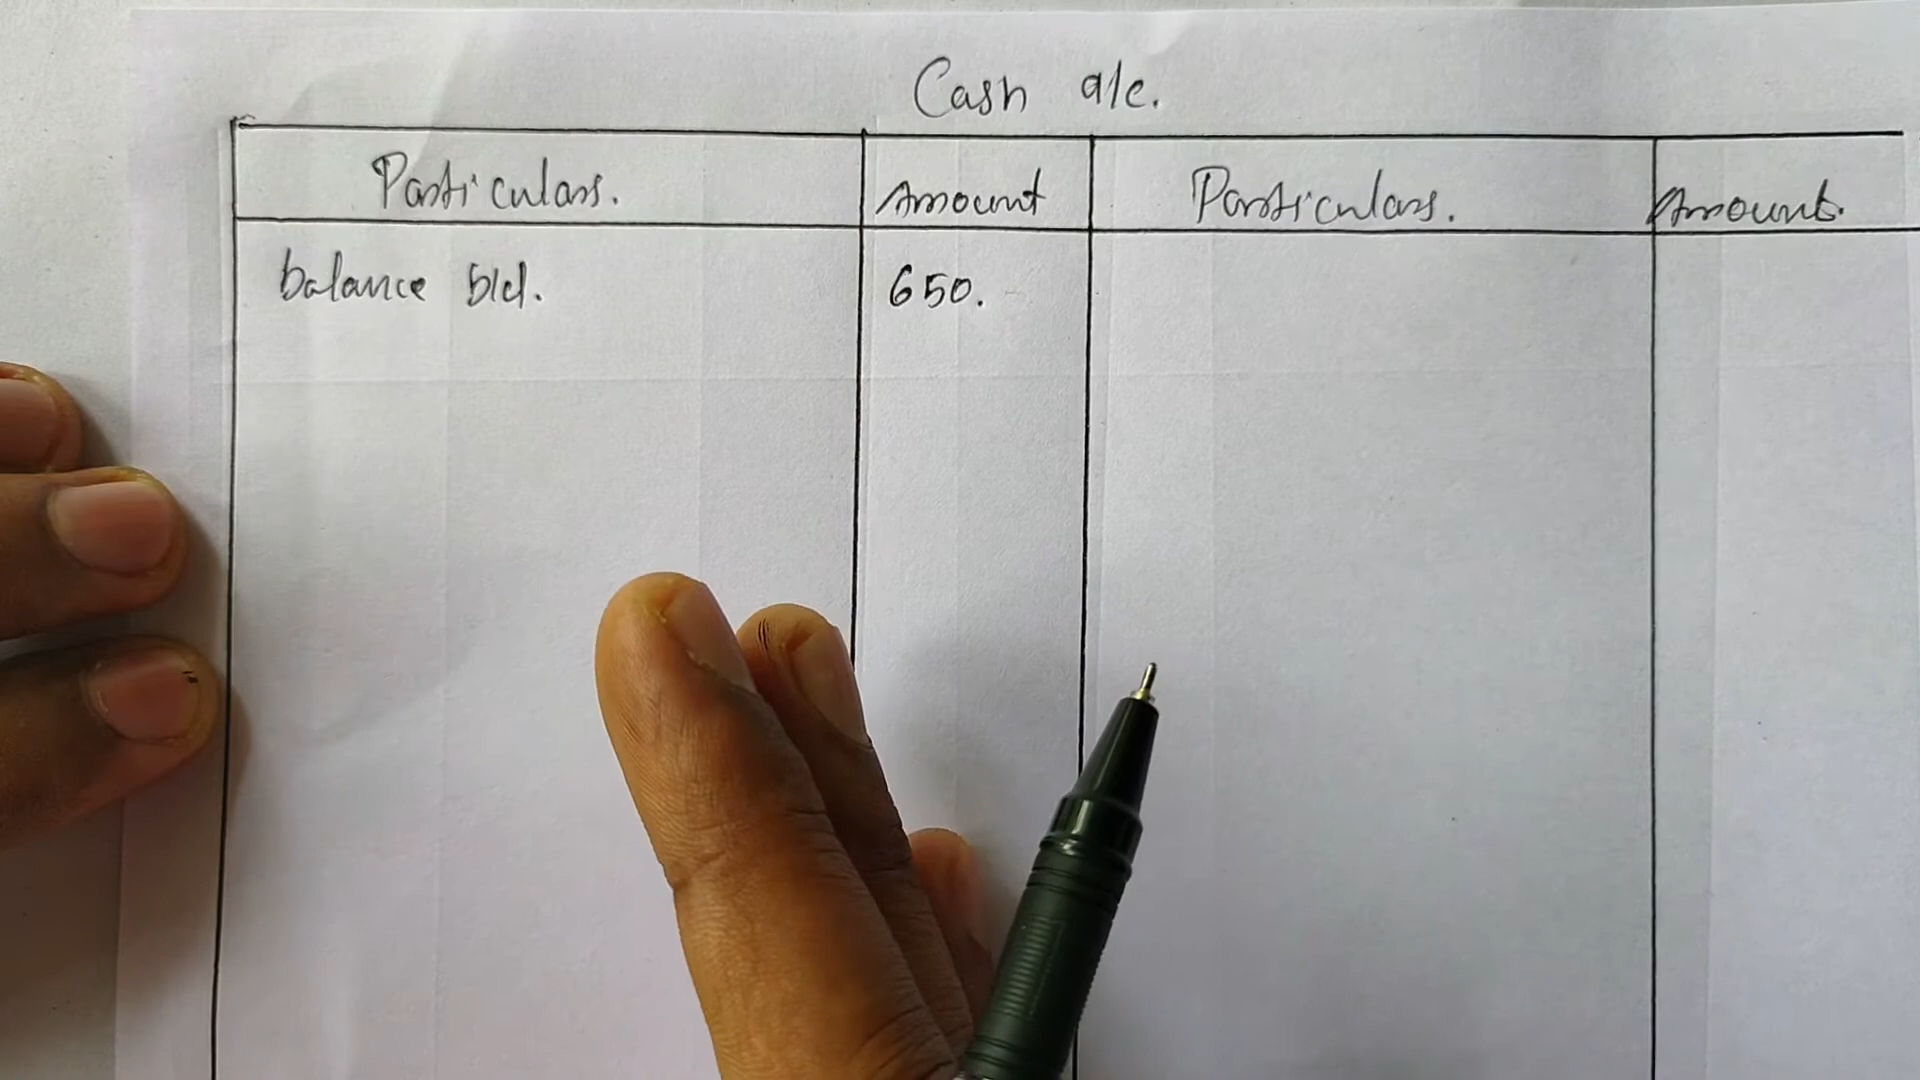 Cash a/c.
Particulars. Amount Particulars. Amount.
balance b/d. 650.